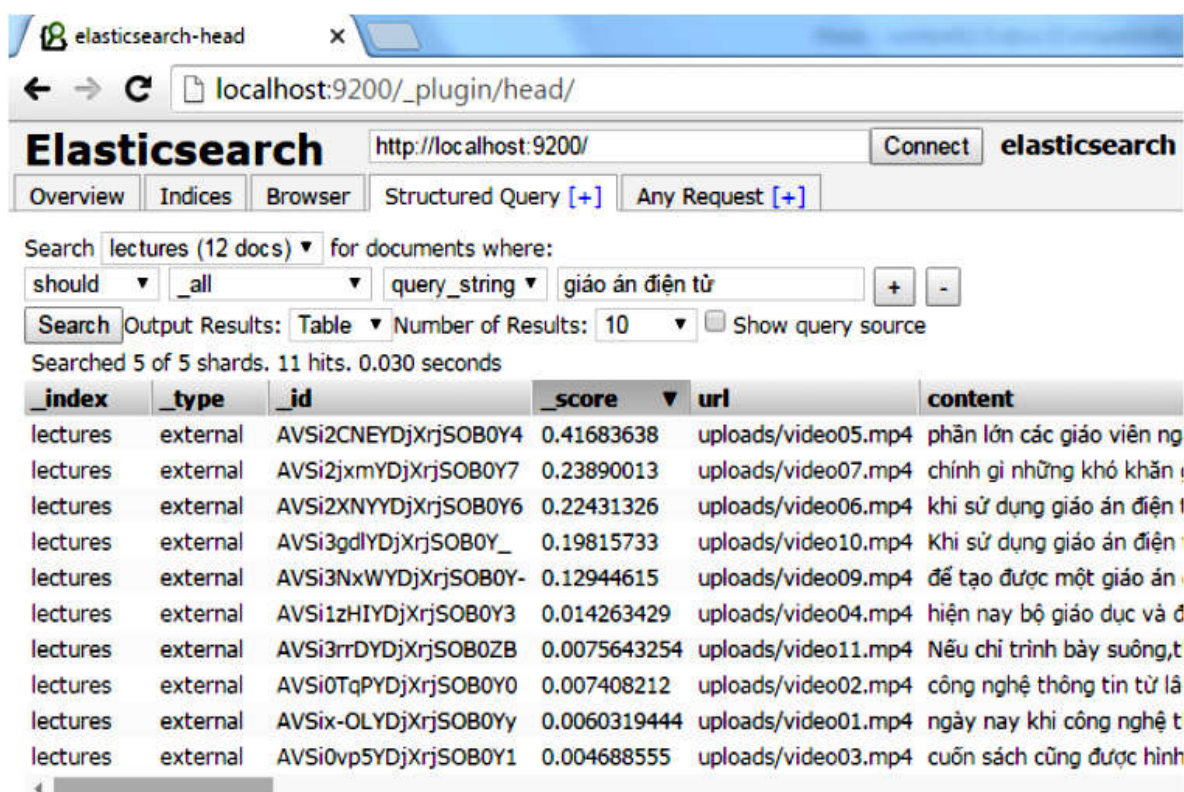 elasticsearch-head ×
localhost:9200/_plugin/head/
Elasticsearch http://localhost:9200/ Connect elasticsearch
Overview Indices Browser Structured Query [+] Any Request [+]
Search lectures (12 docs) ▼ for documents where:
should ▼ _all ▼ query_string ▼ giáo án điện tử + -
Search Output Results: Table ▼ Number of Results: 10 ▼ Show query source
Searched 5 of 5 shards. 11 hits. 0.030 seconds
_index _type _id _score ▼ url content
lectures external AVSi2CNEYDjXrjSOB0Y4 0.41683638 uploads/video05.mp4 phần lớn các giáo viên ng
lectures external AVSi2jxmYDjXrjSOB0Y7 0.23890013 uploads/video07.mp4 chính gì những khó khăn
lectures external AVSi2XNYYDjXrjSOB0Y6 0.22431326 uploads/video06.mp4 khi sử dụng giáo án điện t
lectures external AVSi3gdlYDjXrjSOB0Y_ 0.19815733 uploads/video10.mp4 Khi sử dụng giáo án điện
lectures external AVSi3NxWYDjXrjSOB0Y- 0.12944615 uploads/video09.mp4 để tạo được một giáo án
lectures external AVSi1zHIYDjXrjSOB0Y3 0.014263429 uploads/video04.mp4 hiện nay bộ giáo dục và đ
lectures external AVSi3rrDYDjXrjSOB0ZB 0.0075643254 uploads/video11.mp4 Nếu chỉ trình bày suông,t
lectures external AVSi0TqPYDjXrjSOB0Y0 0.007408212 uploads/video02.mp4 công nghệ thông tin từ lâ
lectures external AVSix-OLYDjXrjSOB0Yy 0.0060319444 uploads/video01.mp4 ngày nay khi công nghệ t
lectures external AVSi0vp5YDjXrjSOB0Y1 0.004688555 uploads/video03.mp4 cuốn sách cũng được hình